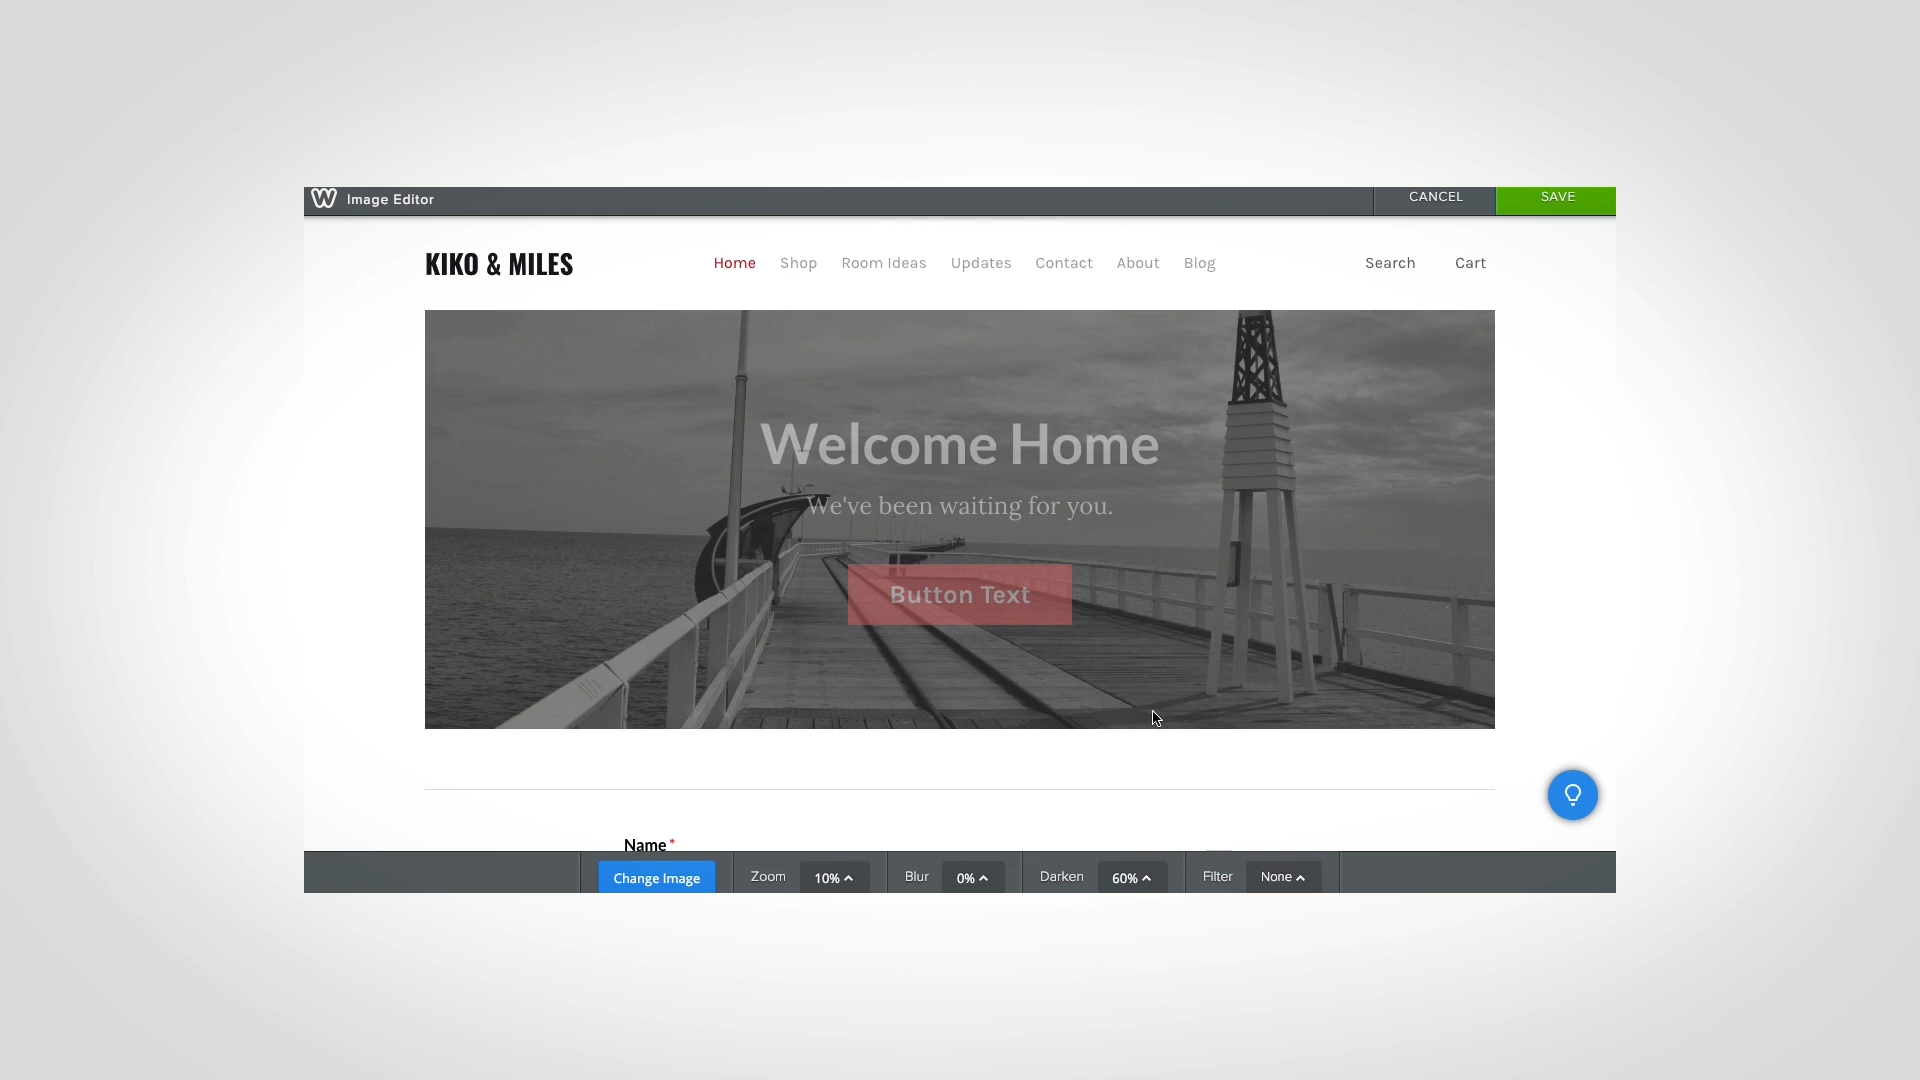 Image Editor
CANCEL
SAVE
KIKO & MILES
Home
Shop
Room Ideas
Updates
Contact
About
Blog
Search
Cart
Welcome Home
We've been waiting for you.
Button Text
Name *
Change Image
Zoom
10%
Blur
0%
Darken
60%
Filter
None